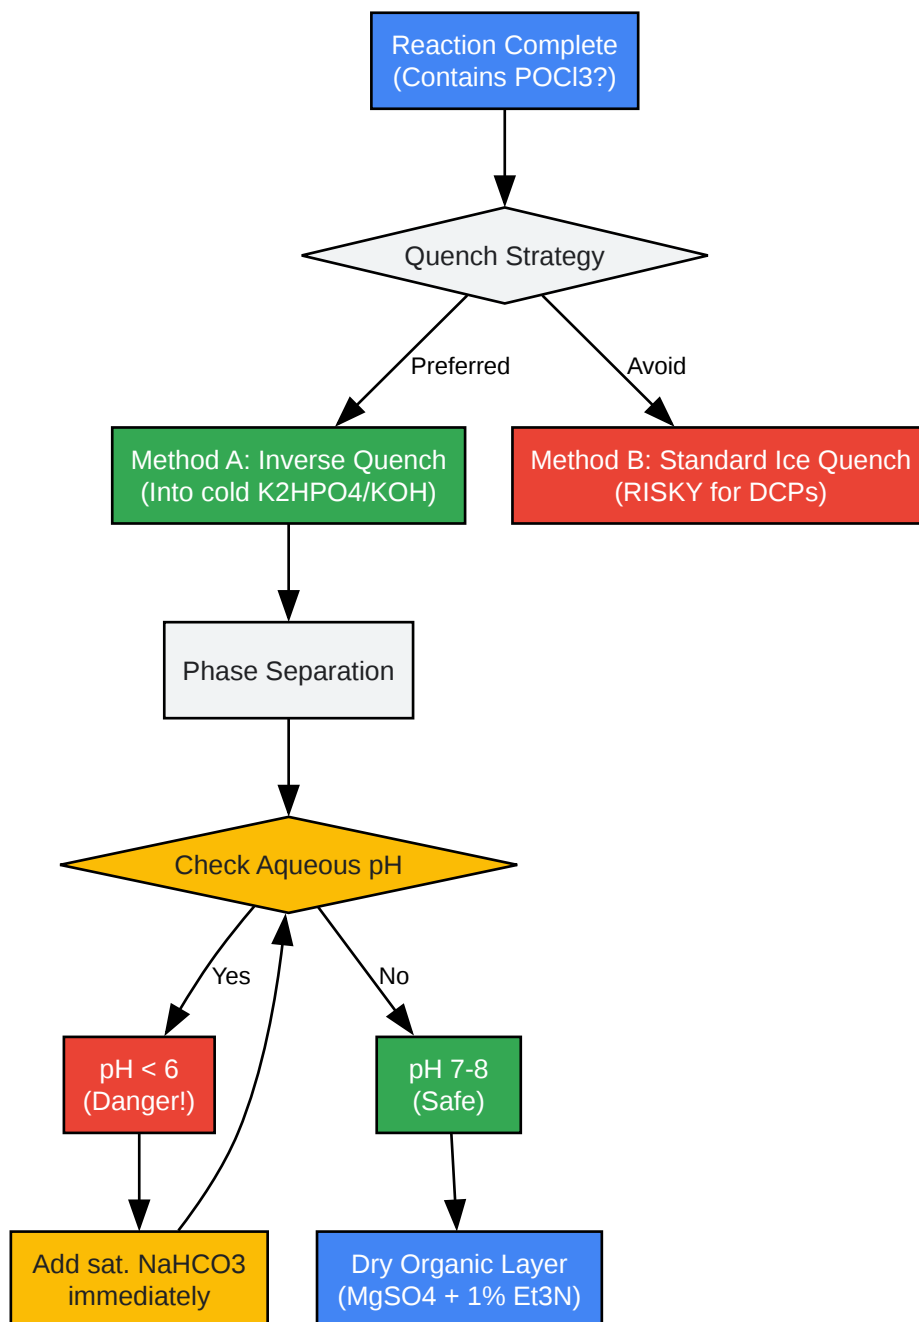 Reaction Complete
(Contains POCl3?)
Quench Strategy
Preferred
Avoid
Method A: Inverse Quench
(Into cold K2HPO4/KOH)
Method B: Standard Ice Quench
(RISKY for DCPs)
Phase Separation
Check Aqueous pH
Yes
No
pH < 6
(Danger!)
pH 7-8
(Safe)
Add sat. NaHCO3
immediately
Dry Organic Layer
(MgSO4 + 1% Et3N)